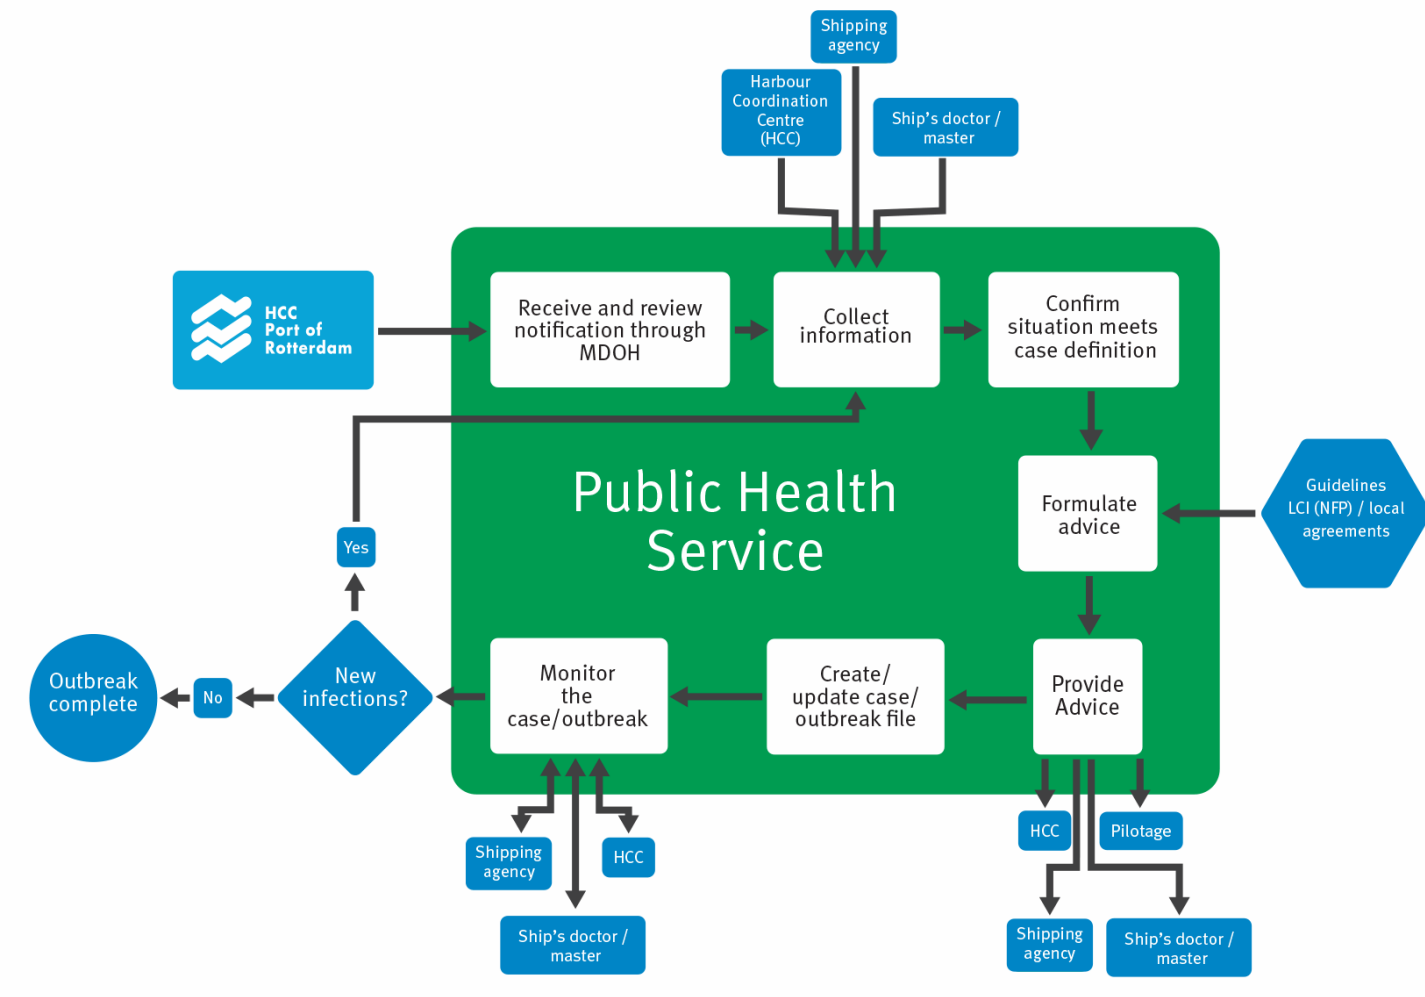 Shipping
agency
Harbour
Coordination
Centre
(HCC)
Ship's doctor /
master
HCC
Port of
Rotterdam
Receive and review
notification through
MDOH
Collect
information
Confirm
situation meets
case definition
Public Health
Service
Formulate
advice
Guidelines
LCI (NFP) / local
agreements
Yes
Outbreak
complete
No
New
infections?
Monitor
the
case/outbreak
Create/
update case/
outbreak file
Provide
Advice
Shipping
agency
HCC
Ship's doctor /
master
HCC
Pilotage
Shipping
agency
Ship's doctor /
master